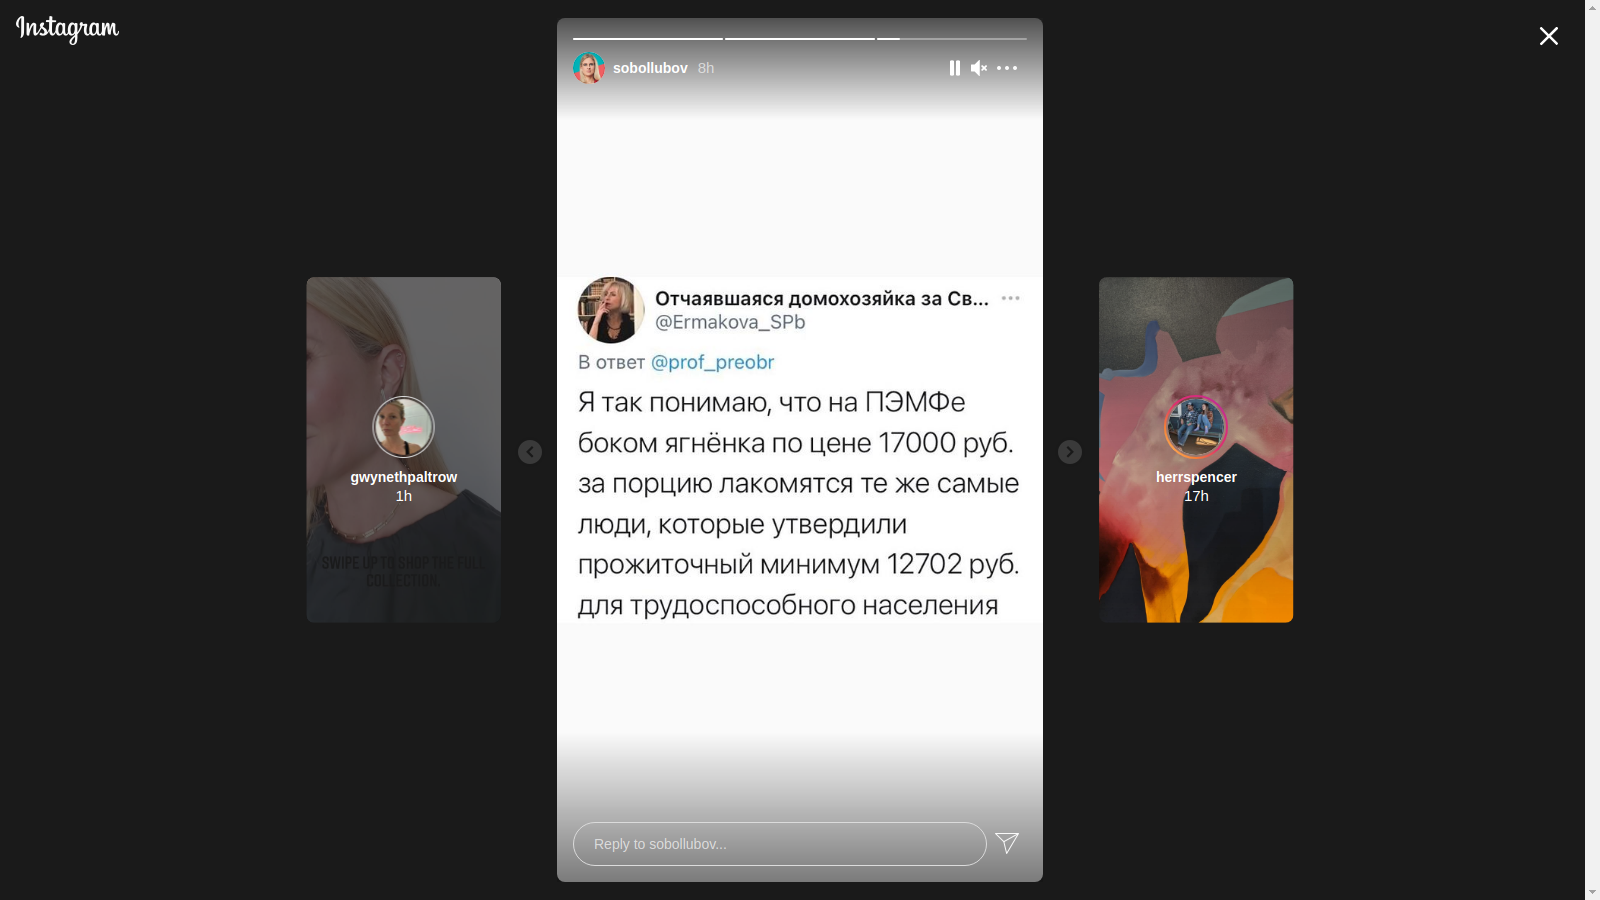 Instagram
sobollubov 8h
Отчаявшаяся домохозяйка за Св...
@Ermakova_SPb
В ответ @prof_preobr
Я так понимаю, что на ПЭМФе
боком ягнёнка по цене 17000 руб.
за порцию лакомятся те же самые
люди, которые утвердили
прожиточный минимум 12702 руб.
для трудоспособного населения
Reply to sobollubov...
gwynethpaltrow
1h
SWIPE UP TO SHOP THE FULL
COLLECTION.
herrspencer
17h